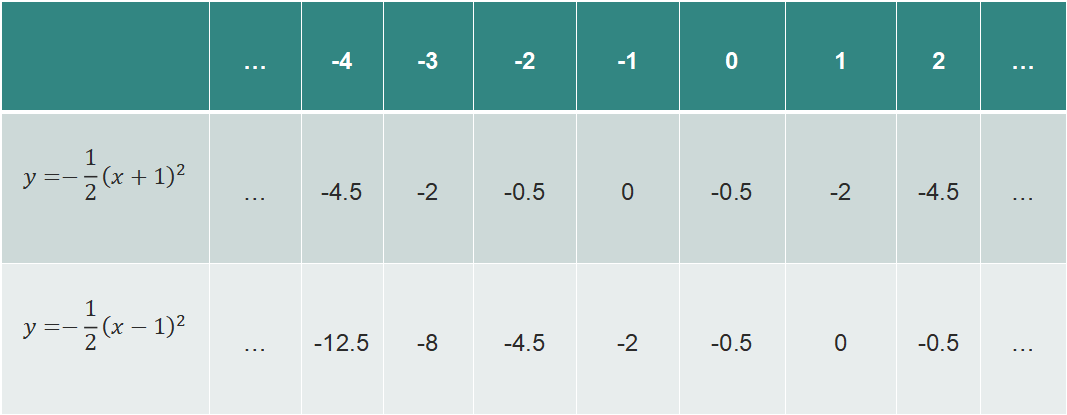 … -4 -3 -2 -1 0 1 2 …
y =−1/2(x + 1)² … -4.5 -2 -0.5 0 -0.5 -2 -4.5 …
y =−1/2(x − 1)² … -12.5 -8 -4.5 -2 -0.5 0 -0.5 …